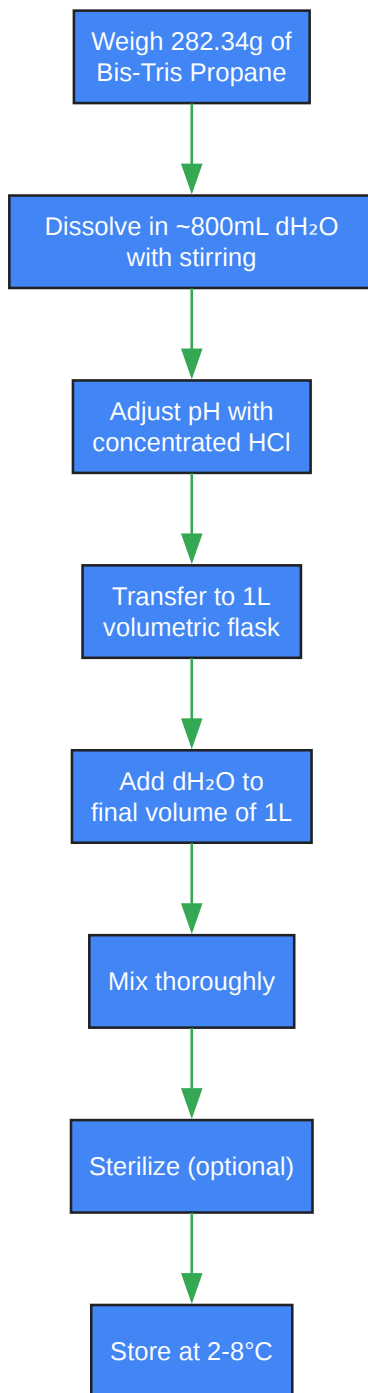 Weigh 282.34g of
Bis-Tris Propane
Dissolve in ~800mL dH₂O
with stirring
Adjust pH with
concentrated HCl
Transfer to 1L
volumetric flask
Add dH₂O to
final volume of 1L
Mix thoroughly
Sterilize (optional)
Store at 2-8°C